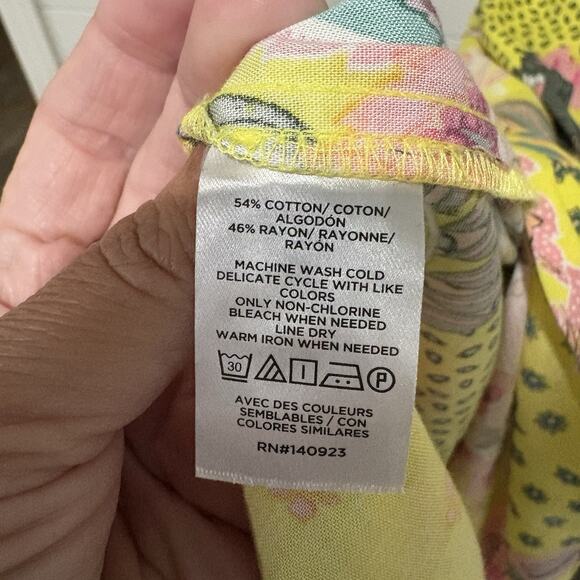 54% COTTON/ COTON/
ALGODÓN
46% RAYON/ RAYONNE/
RAYÓN
MACHINE WASH COLD
DELICATE CYCLE WITH LIKE
COLORS
ONLY NON-CHLORINE
BLEACH WHEN NEEDED
LINE DRY
WARM IRON WHEN NEEDED
30 P
AVEC DES COULEURS
SEMBLABLES / CON
COLORES SIMILARES
RN#140923